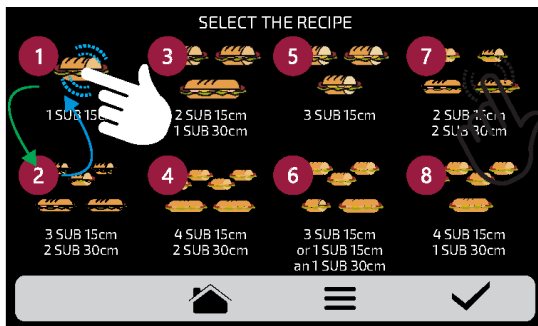 SELECT THE RECIPE
1
3
5
7
1 SUB 15cm
2 SUB 15cm
1 SUB 30cm
3 SUB 15cm
2 SUB 15cm
2 SUB 30cm
2
4
6
8
3 SUB 15cm
2 SUB 30cm
4 SUB 15cm
2 SUB 30cm
3 SUB 15cm
or 1 SUB 15cm
an 1 SUB 30cm
4 SUB 15cm
1 SUB 30cm